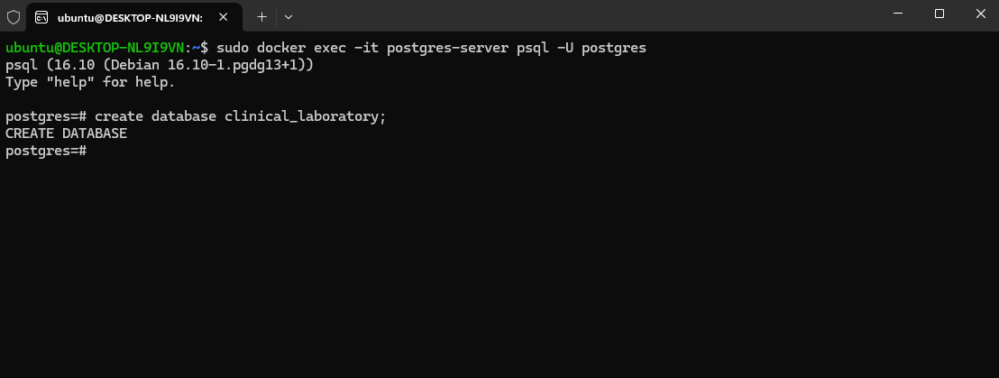 ubuntu@DESKTOP-NL9I9VN:
ubuntu@DESKTOP-NL9I9VN:~$ sudo docker exec -it postgres-server psql -U postgres
psql (16.10 (Debian 16.10-1.pgdg13+1))
Type "help" for help.
postgres=# create database clinical_laboratory;
CREATE DATABASE
postgres=#